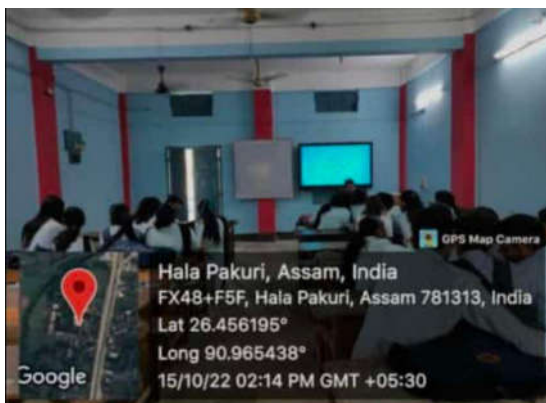 GPS Map Camera
Hala Pakuri, Assam, India
FX48+F5F, Hala Pakuri, Assam 781313, India
Lat 26.456195°
Long 90.965438°
15/10/22 02:14 PM GMT +05:30
Google